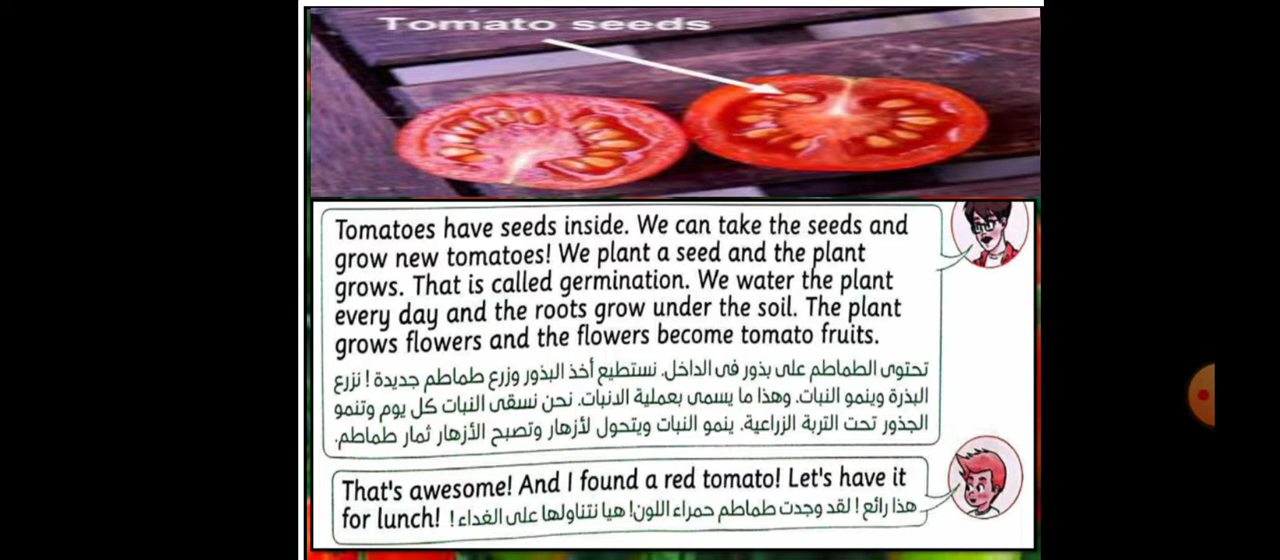 Tomato seeds
Tomatoes have seeds inside. We can take the seeds and
grow new tomatoes! We plant a seed and the plant
grows. That is called germination. We water the plant
every day and the roots grow under the soil. The plant
grows flowers and the flowers become tomato fruits.
تحتوى الطماطم على بذور فى الداخل. نستطيع أخذ البذور وزرع طماطم جديدة! نزرع
البذرة وينمو النبات. وهذا ما يسمى بعملية الانبات. نحن نسقى النبات كل يوم وتنمو
الجذور تحت التربة الزراعية. ينمو النبات ويتحول لأزهار وتصبح الأزهار ثمار طماطم.
That's awesome! And I found a red tomato! Let's have it
for lunch! هذا رائع! لقد وجدت طماطم حمراء اللون! هيا نتناولها على الغداء!